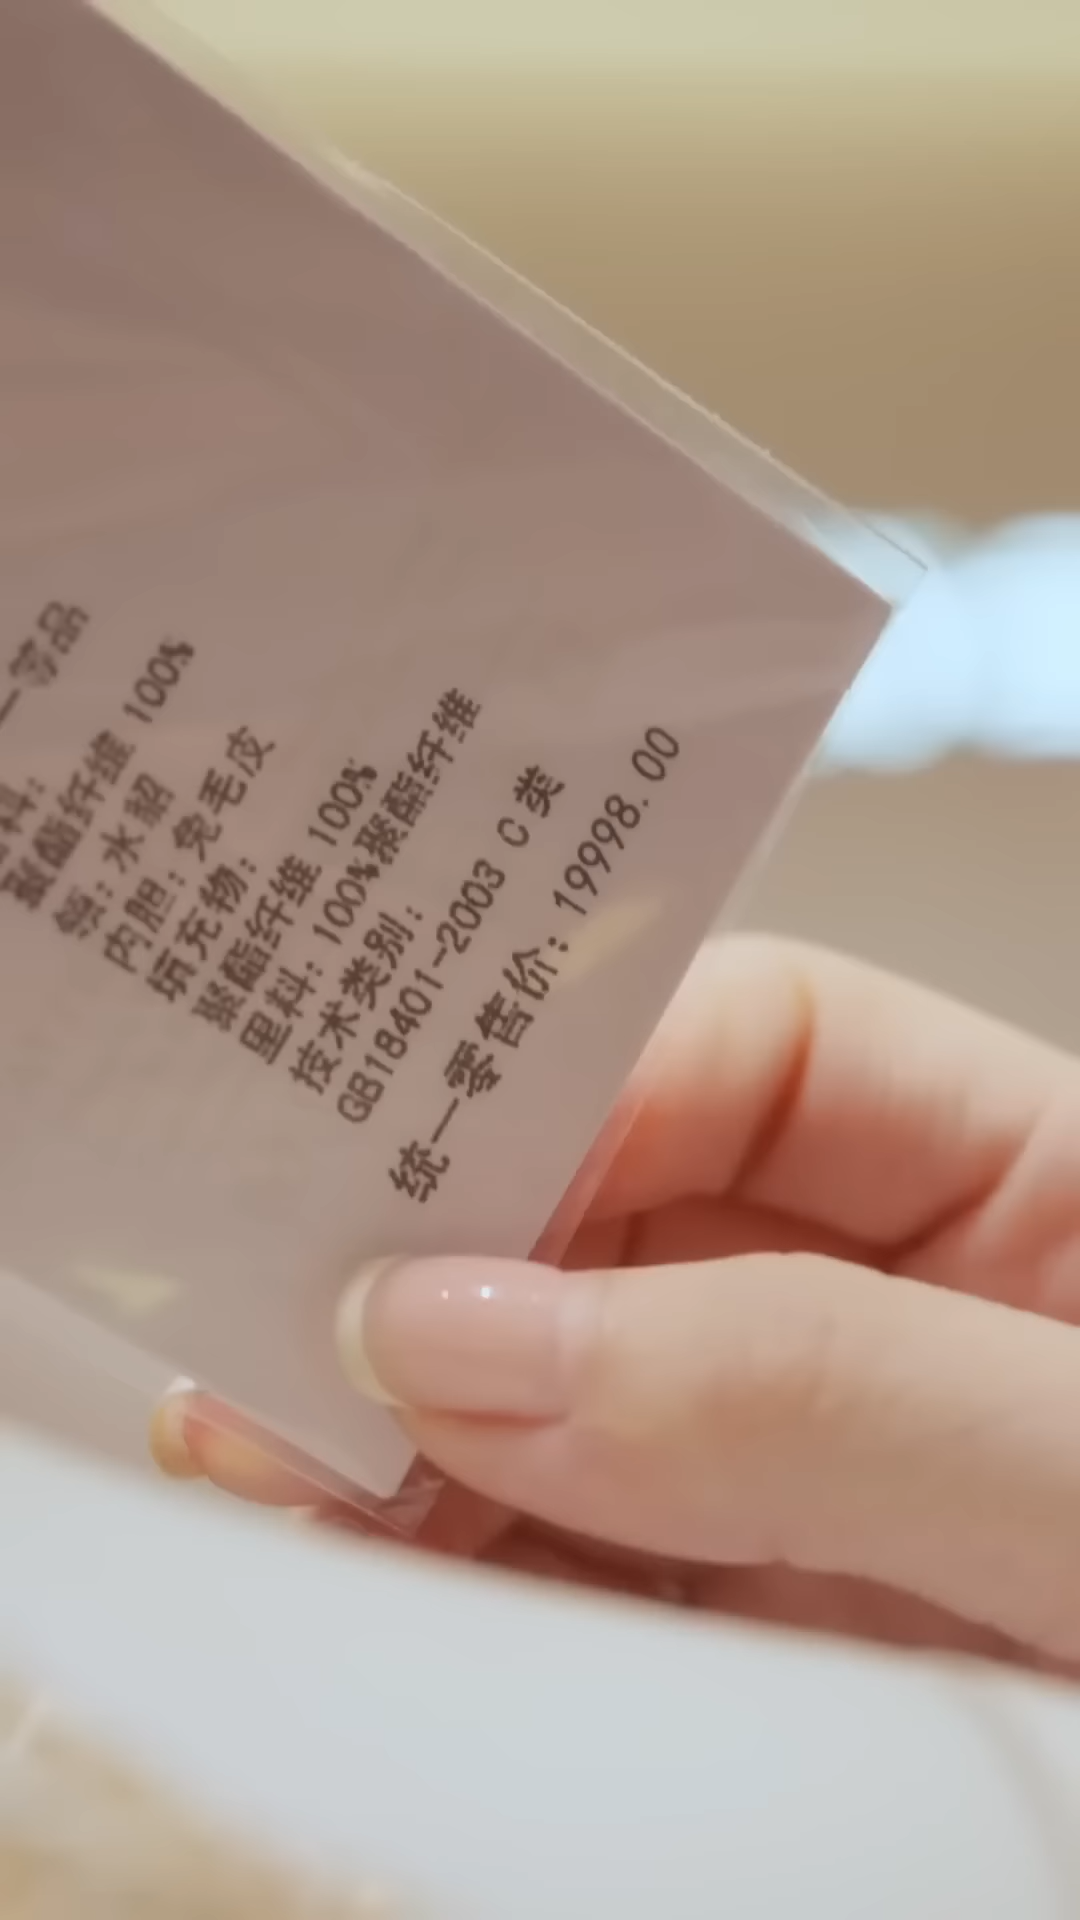 一等品
料:
聚酯纤维 100%
领: 水貂
内胆: 兔毛皮
填充物:
聚酯纤维 100%
里料: 100%聚酯纤维
技术类别:
GB18401-2003 C 类
统一零售价: 19998.00